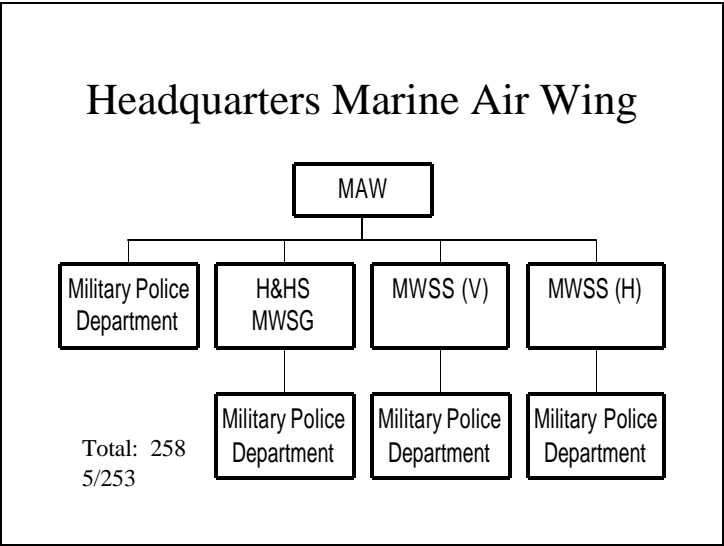 Headquarters Marine Air Wing
MAW
Military Police
Department
H&HS
MWSG
MWSS (V)
MWSS (H)
Military Police
Department
Military Police
Department
Military Police
Department
Total: 258
5/253